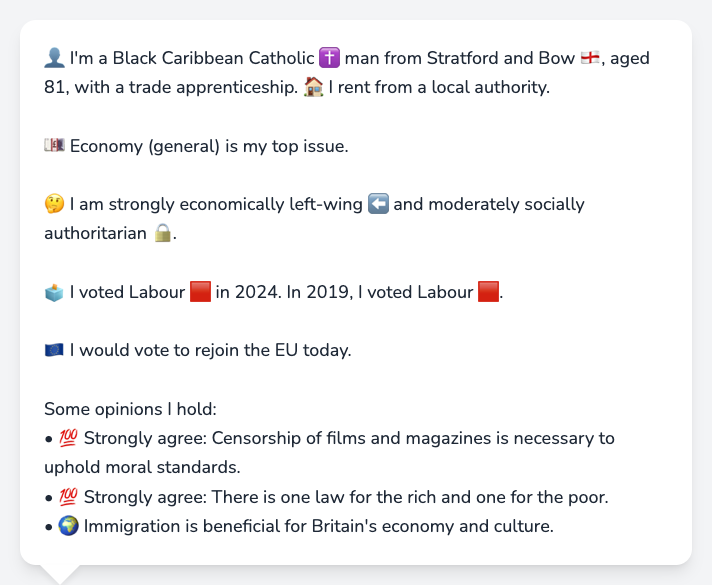 👤 I'm a Black Caribbean Catholic ✝️ man from Stratford and Bow 🏴󠁧󠁢󠁥󠁮󠁧󠁿, aged
81, with a trade apprenticeship. 🏠 I rent from a local authority.
💷 Economy (general) is my top issue.
🤔 I am strongly economically left-wing ⬅️ and moderately socially
authoritarian 🔒.
🗳️ I voted Labour 🟥 in 2024. In 2019, I voted Labour 🟥.
🇪🇺 I would vote to rejoin the EU today.
Some opinions I hold:
• 💯 Strongly agree: Censorship of films and magazines is necessary to
uphold moral standards.
• 💯 Strongly agree: There is one law for the rich and one for the poor.
• 🌍 Immigration is beneficial for Britain's economy and culture.